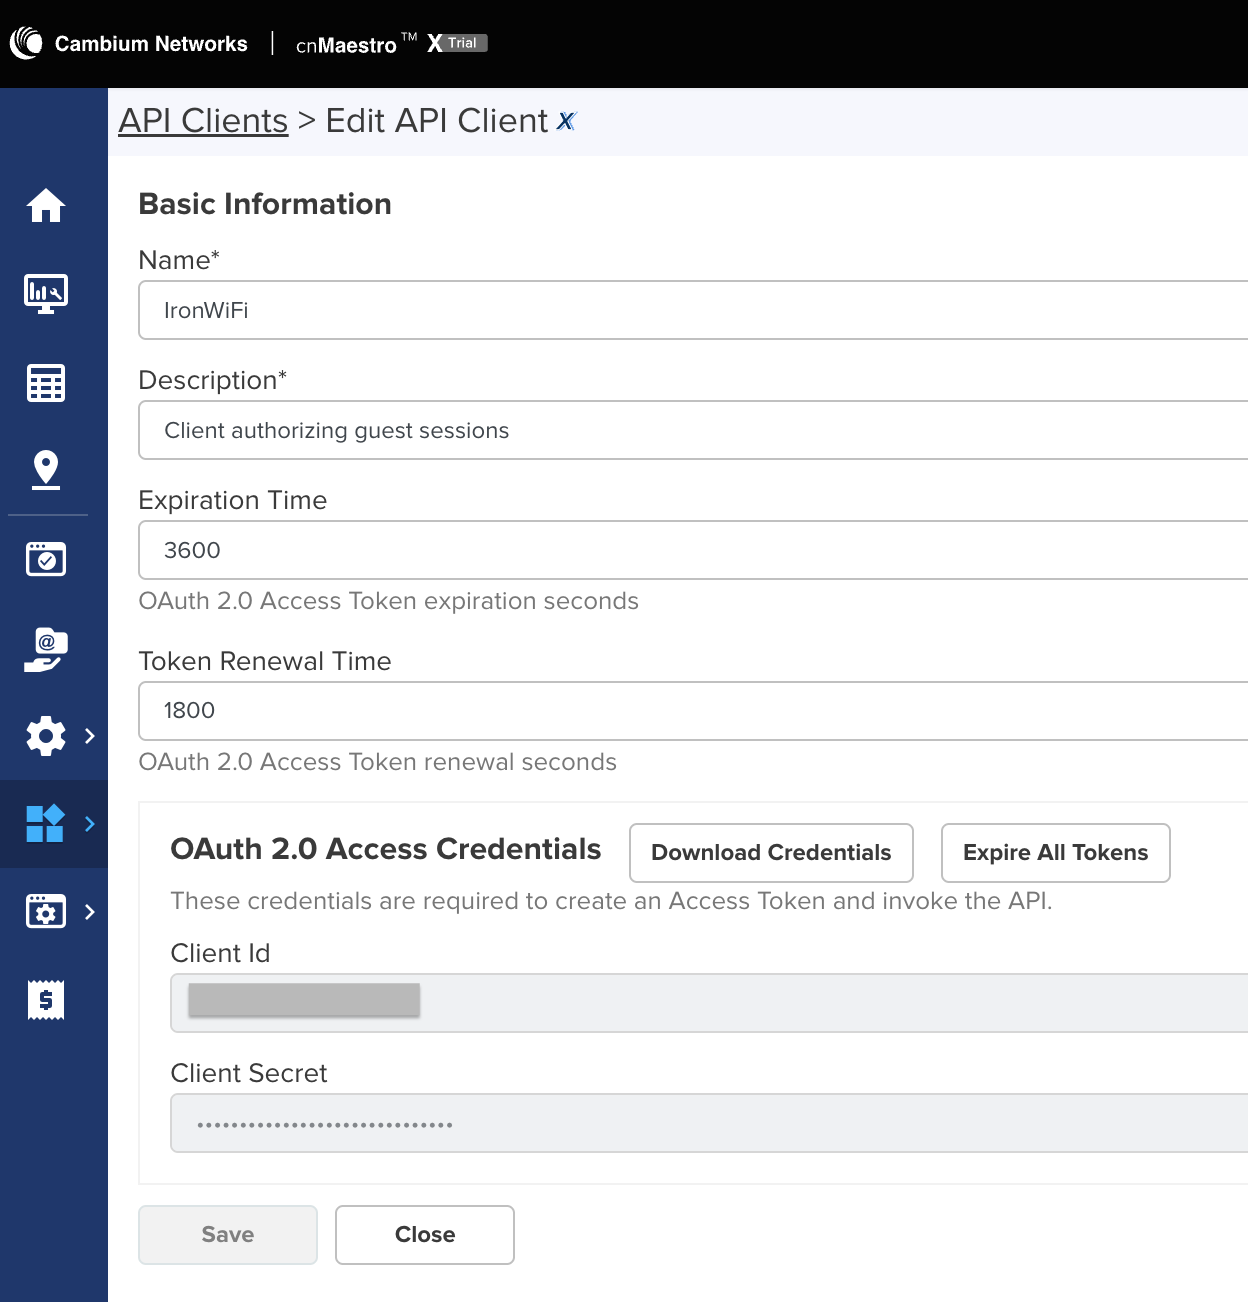 Cambium Networks | cnMaestro™ X Trial
API Clients > Edit API Client X
Basic Information
Name*
IronWiFi
Description*
Client authorizing guest sessions
Expiration Time
3600
OAuth 2.0 Access Token expiration seconds
Token Renewal Time
1800
OAuth 2.0 Access Token renewal seconds
OAuth 2.0 Access Credentials Download Credentials Expire All Tokens
These credentials are required to create an Access Token and invoke the API.
Client Id
Client Secret
••••••••••••••••••••••••••••••
Save Close